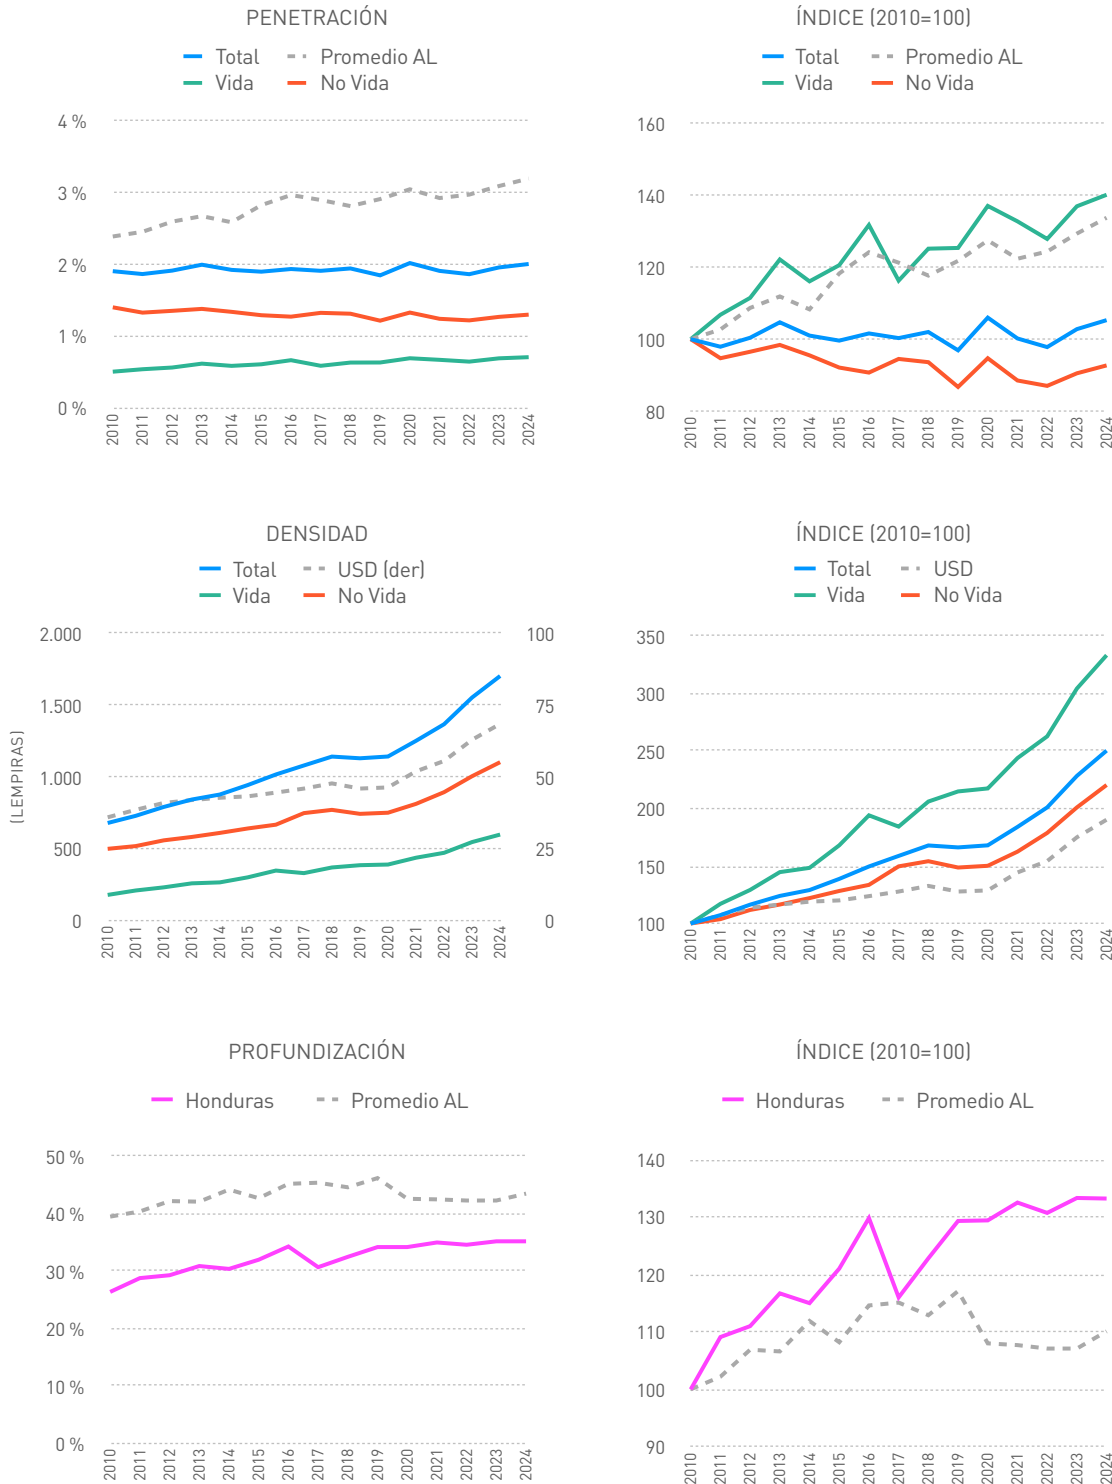 PENETRACIÓN
Total Promedio AL
Vida No Vida
4 %
3 %
2 %
1 %
0 %
2010 2011 2012 2013 2014 2015 2016 2017 2018 2019 2020 2021 2022 2023 2024
ÍNDICE (2010=100)
Total Promedio AL
Vida No Vida
160
140
120
100
80
2010 2011 2012 2013 2014 2015 2016 2017 2018 2019 2020 2021 2022 2023 2024
DENSIDAD
Total USD (der)
Vida No Vida
(LEMPIRAS)
2.000 100
1.500 75
1.000 50
500 25
0 0
2010 2011 2012 2013 2014 2015 2016 2017 2018 2019 2020 2021 2022 2023 2024
ÍNDICE (2010=100)
Total USD
Vida No Vida
350
300
250
200
150
100
2010 2011 2012 2013 2014 2015 2016 2017 2018 2019 2020 2021 2022 2023 2024
PROFUNDIZACIÓN
Honduras Promedio AL
50 %
40 %
30 %
20 %
10 %
0 %
2010 2011 2012 2013 2014 2015 2016 2017 2018 2019 2020 2021 2022 2023 2024
ÍNDICE (2010=100)
Honduras Promedio AL
140
130
120
110
100
90
2010 2011 2012 2013 2014 2015 2016 2017 2018 2019 2020 2021 2022 2023 2024